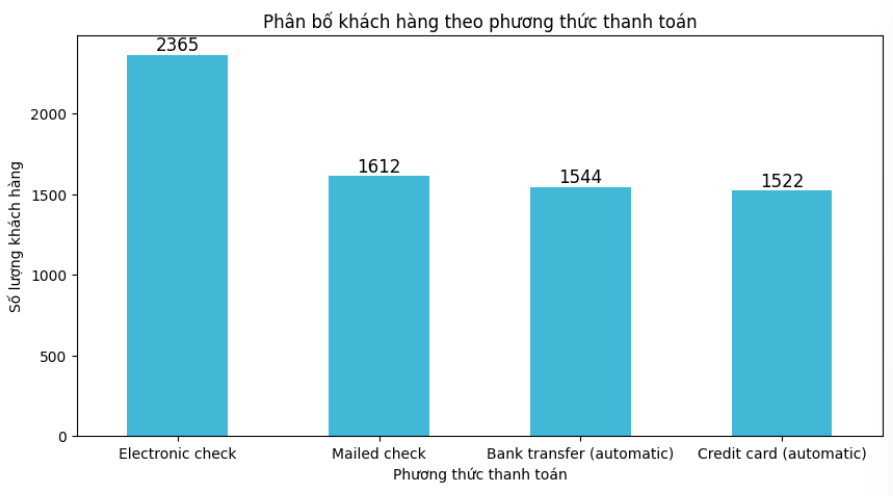 Phân bố khách hàng theo phương thức thanh toán
2365
1612
1544
1522
Số lượng khách hàng
2000
1500
1000
500
0
Electronic check
Mailed check
Bank transfer (automatic)
Credit card (automatic)
Phương thức thanh toán